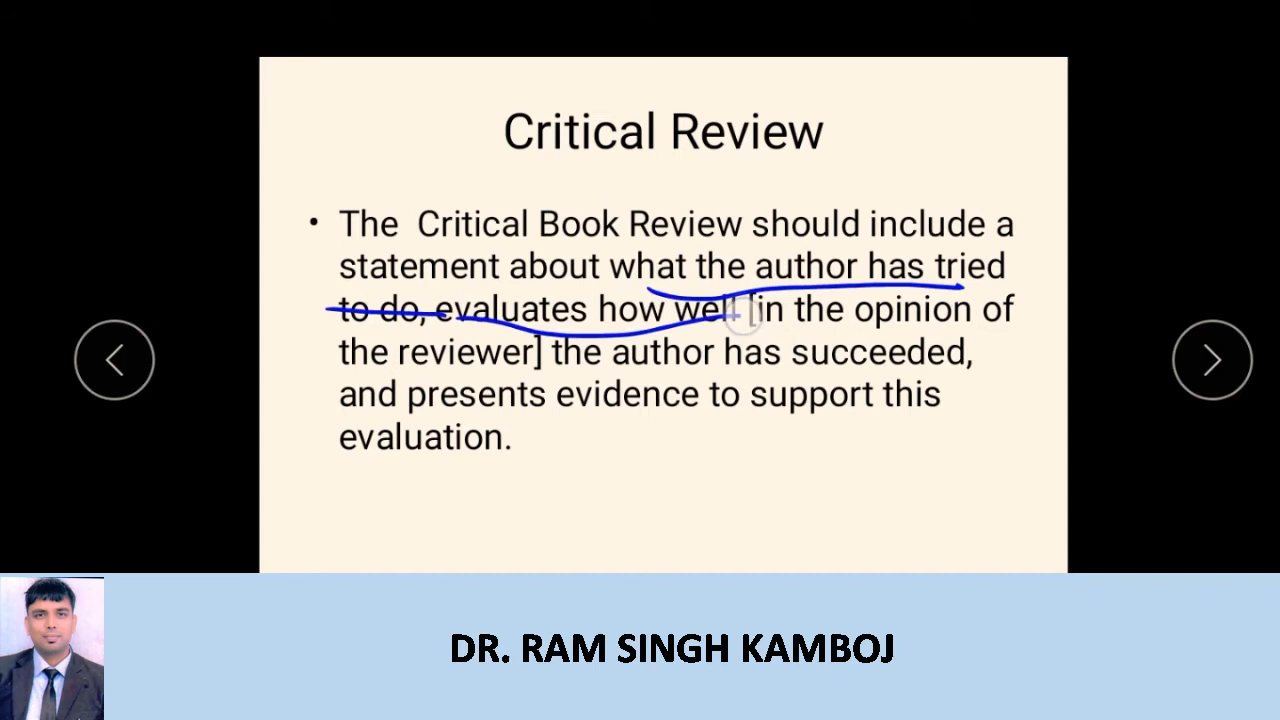 Critical Review
• The  Critical Book Review should include a
statement about what the author has tried
to do, evaluates how well [in the opinion of
the reviewer] the author has succeeded,
and presents evidence to support this
evaluation.
DR. RAM SINGH KAMBOJ